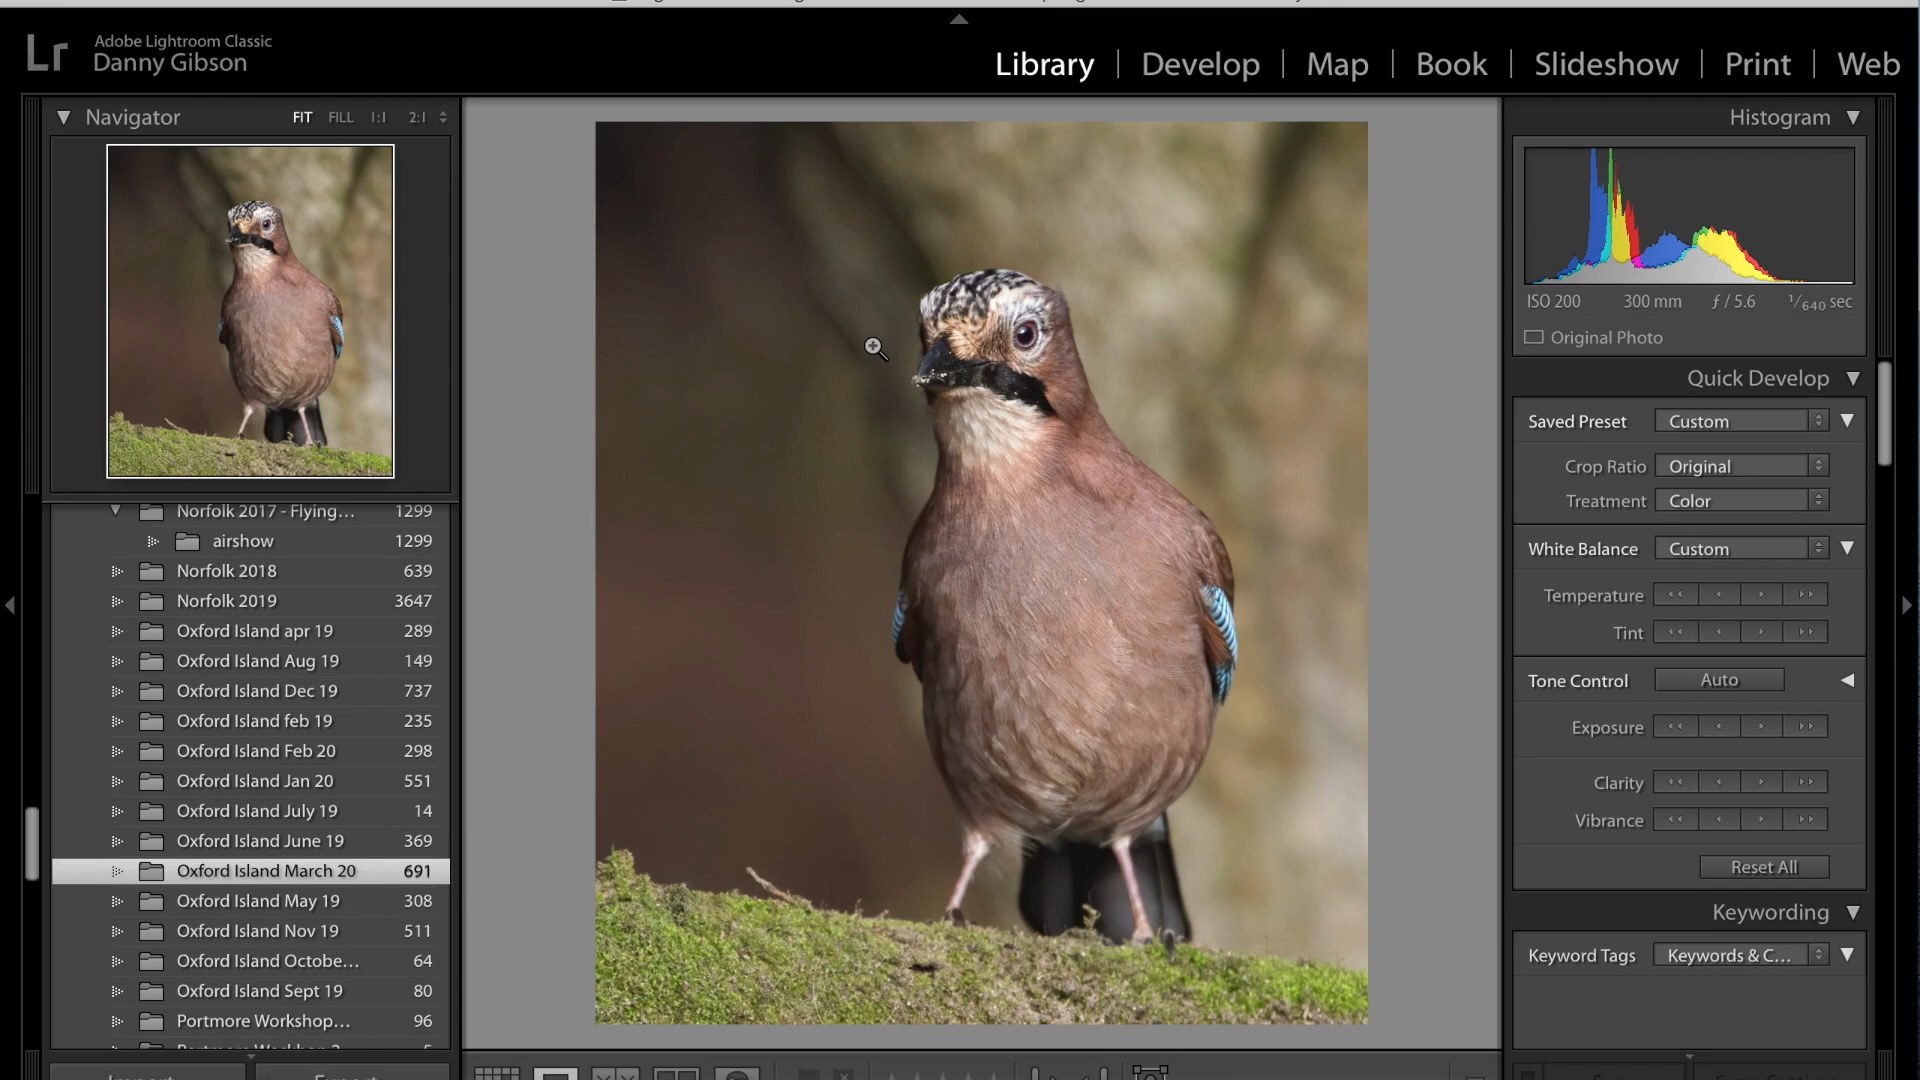 Lr
Adobe Lightroom Classic
Danny Gibson
Library | Develop | Map | Book | Slideshow | Print | Web
Navigator FIT FILL 1:1 2:1
Norfolk 2017 - Flying... 1299
airshow 1299
Norfolk 2018 639
Norfolk 2019 3647
Oxford Island apr 19 289
Oxford Island Aug 19 149
Oxford Island Dec 19 737
Oxford Island feb 19 235
Oxford Island Feb 20 298
Oxford Island Jan 20 551
Oxford Island July 19 14
Oxford Island June 19 369
Oxford Island March 20 691
Oxford Island May 19 308
Oxford Island Nov 19 511
Oxford Island Octobe... 64
Oxford Island Sept 19 80
Portmore Workshop... 96
Histogram
ISO 200 300 mm ƒ / 5.6 1/640 sec
Original Photo
Quick Develop
Saved Preset Custom
Crop Ratio Original
Treatment Color
White Balance Custom
Temperature
Tint
Tone Control Auto
Exposure
Clarity
Vibrance
Reset All
Keywording
Keyword Tags Keywords & C...